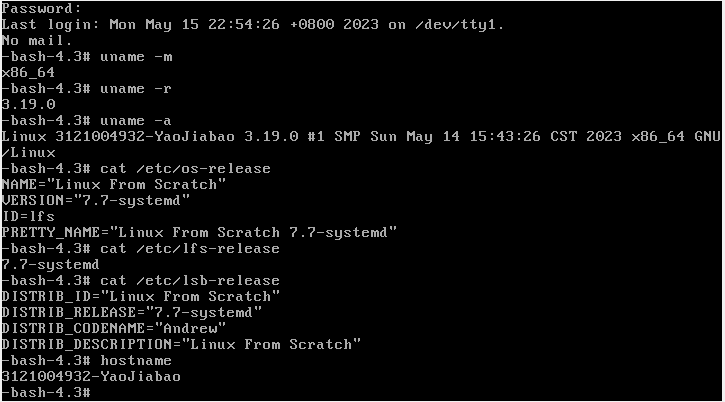 Password:
Last login: Mon May 15 22:54:26 +0800 2023 on /dev/tty1.
No mail.
-bash-4.3# uname -m
x86_64
-bash-4.3# uname -r
3.19.0
-bash-4.3# uname -a
Linux 3121004932-YaoJiabao 3.19.0 #1 SMP Sun May 14 15:43:26 CST 2023 x86_64 GNU
/Linux
-bash-4.3# cat /etc/os-release
NAME="Linux From Scratch"
VERSION="7.7-systemd"
ID=lfs
PRETTY_NAME="Linux From Scratch 7.7-systemd"
-bash-4.3# cat /etc/lfs-release
7.7-systemd
-bash-4.3# cat /etc/lsb-release
DISTRIB_ID="Linux From Scratch"
DISTRIB_RELEASE="7.7-systemd"
DISTRIB_CODENAME="Andrew"
DISTRIB_DESCRIPTION="Linux From Scratch"
-bash-4.3# hostname
3121004932-YaoJiabao
-bash-4.3#